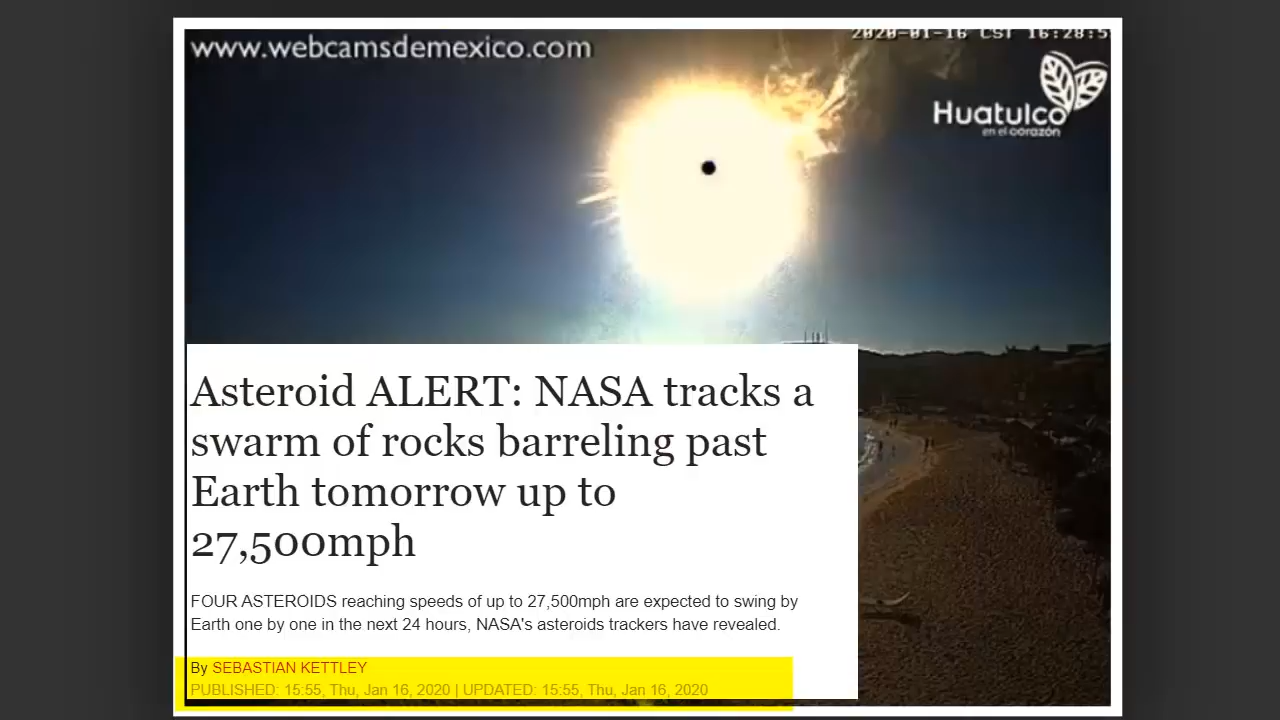 www.webcamsdemexico.com
2020-01-16 CST 16:28:5
Huatulco
en el corazón
Asteroid ALERT: NASA tracks a
swarm of rocks barreling past
Earth tomorrow up to
27,500mph
FOUR ASTEROIDS reaching speeds of up to 27,500mph are expected to swing by
Earth one by one in the next 24 hours, NASA's asteroids trackers have revealed.
By SEBASTIAN KETTLEY
PUBLISHED: 15:55, Thu, Jan 16, 2020 | UPDATED: 15:55, Thu, Jan 16, 2020